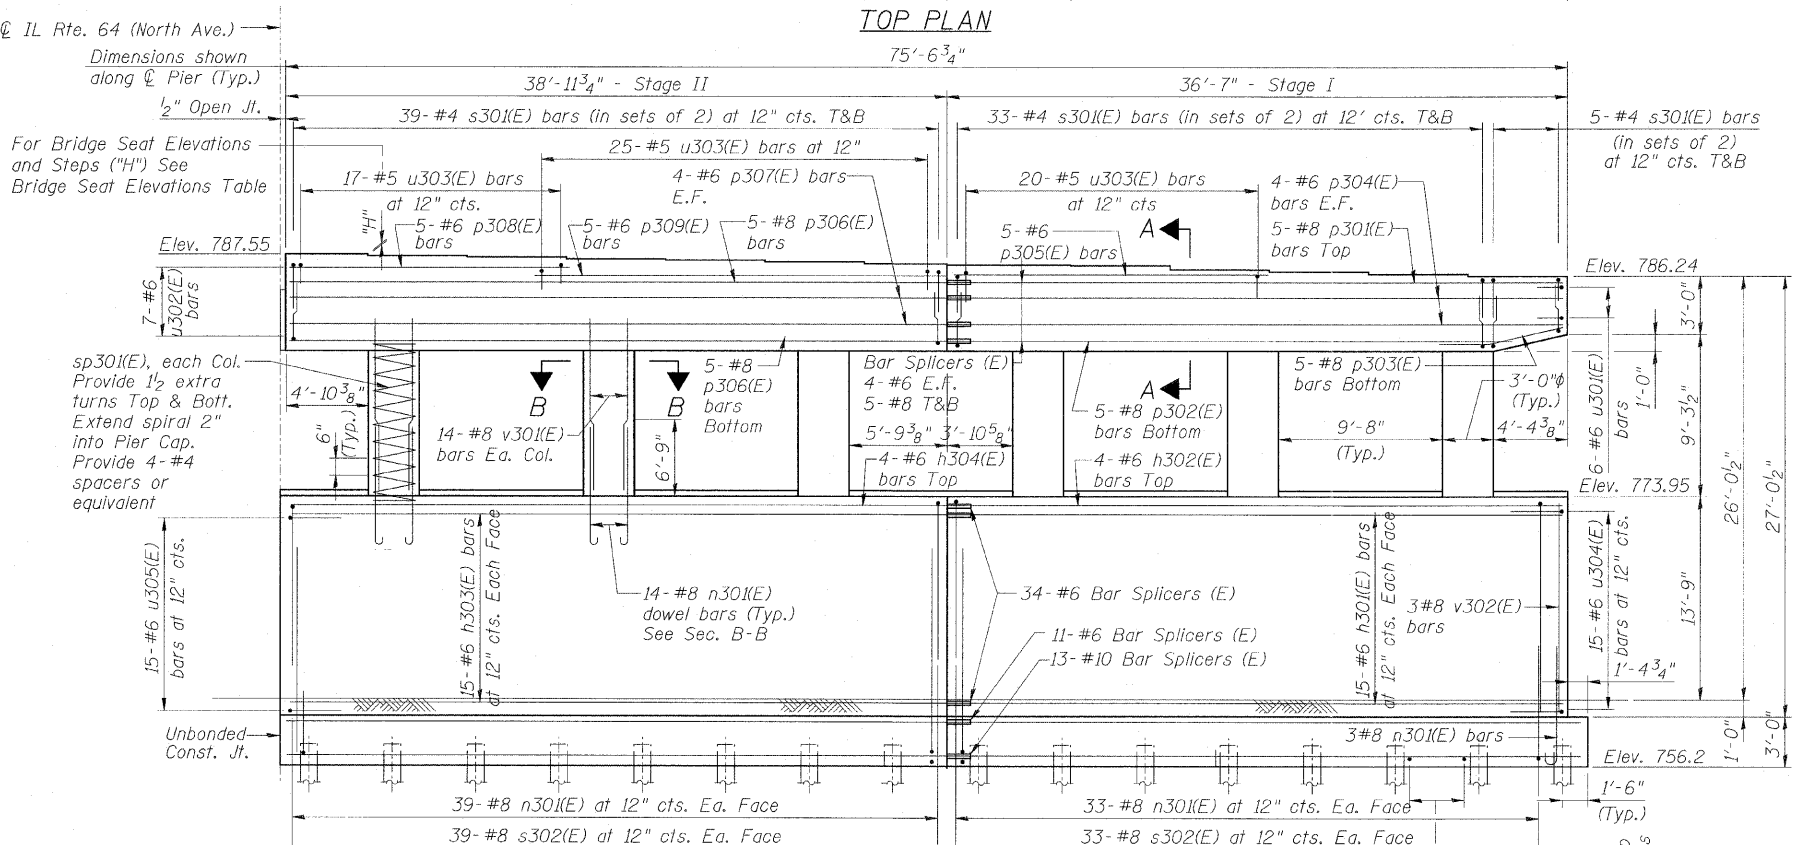 TOP PLAN
℄ IL Rte. 64 (North Ave.)
Dimensions shown
along ℄ Pier (Typ.)
½" Open Jt.
For Bridge Seat Elevations
and Steps ("H") See
Bridge Seat Elevations Table
75'-6¾"
38'-11¾" - Stage II
36'-7" - Stage I
39-#4 s301(E) bars (in sets of 2) at 12" cts. T&B
33-#4 s301(E) bars (in sets of 2) at 12' cts. T&B
5-#4 s301(E) bars
(in sets of 2)
at 12" cts. T&B
25-#5 u303(E) bars at 12"
17-#5 u303(E) bars
at 12" cts.
4-#6 p307(E) bars
E.F.
20-#5 u303(E) bars
at 12" cts
4-#6 p304(E)
bars E.F.
"H"
5-#6 p308(E)
bars
5-#6 p309(E)
bars
5-#8 p306(E)
bars
5-#6
p305(E) bars
A
5-#8 p301(E)
bars Top
Elev. 787.55
Elev. 786.24
7-#6
u302(E)
bars
3'-0"
sp301(E), each Col.
Provide 1½ extra
turns Top & Bott.
Extend spiral 2"
into Pier Cap.
Provide 4-#4
spacers or
equivalent
4'-10⅜"
6"
(Typ.)
B
B
14-#8 v301(E)
bars Ea. Col.
6'-9"
5-#8
p306(E)
bars
Bottom
Bar Splicers (E)
4-#6 E.F.
5-#8 T&B
5'-9⅜"
3'-10⅝"
A
5-#8 p302(E)
bars Bottom
5-#8 p303(E)
bars Bottom
3'-0"ϕ
(Typ.)
9'-8"
(Typ.)
4'-4⅜"
6-#6 u301(E)
bars
1'-0"
9'-3½"
4-#6 h304(E)
bars Top
4-#6 h302(E)
bars Top
Elev. 773.95
26'-0½"
27'-0½"
15-#6 u305(E)
bars at 12" cts.
15-#6 h303(E) bars
at 12" cts. Each Face
14-#8 n301(E)
dowel bars (Typ.)
See Sec. B-B
34-#6 Bar Splicers (E)
11-#6 Bar Splicers (E)
13-#10 Bar Splicers (E)
15-#6 h301(E) bars
at 12" cts. Each Face
3#8 v302(E)
bars
15-#6 u304(E)
bars at 12" cts.
13'-9"
1'-4¾"
Unbonded
Const. Jt.
3#8 n301(E) bars
Elev. 756.2
1'-0"
3'-0"
1'-6"
(Typ.)
39-#8 n301(E) at 12" cts. Ea. Face
33-#8 n301(E) at 12" cts. Ea. Face
39-#8 s302(E) at 12" cts. Ea. Face
33-#8 s302(E) at 12" cts. Ea. Face